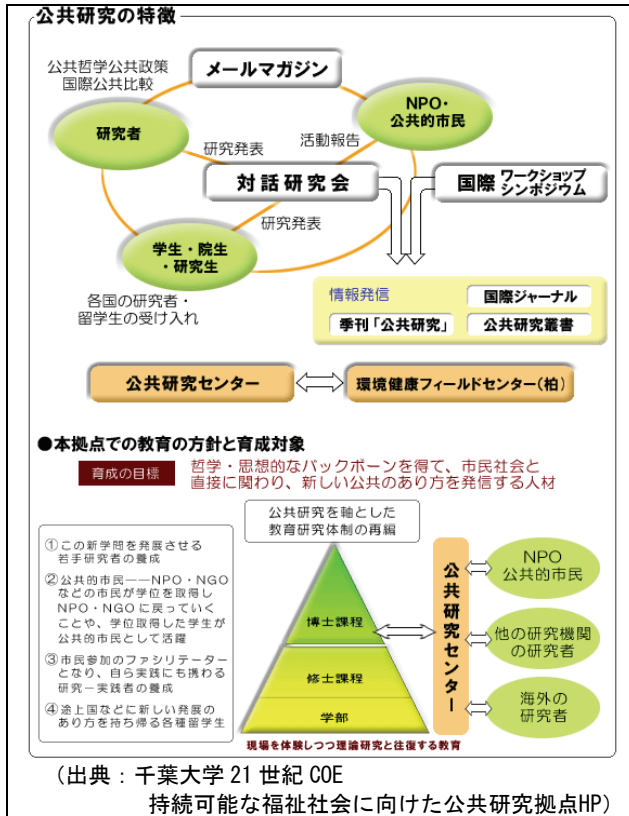 公共研究の特徴
公共哲学公共政策
国際公共比較
メールマガジン
研究者
NPO・
公共的市民
研究発表
活動報告
対話研究会
国際 ワークショップ
シンポジウム
研究発表
学生・院生
・研究生
各国の研究者・
留学生の受け入れ
情報発信
国際ジャーナル
季刊「公共研究」
公共研究叢書
公共研究センター
環境健康フィールドセンター(柏)
●本拠点での教育の方針と育成対象
育成の目標
哲学・思想的なバックボーンを得て、市民社会と
直接に関わり、新しい公共のあり方を発信する人材
公共研究を軸とした
教育研究体制の再編
①この新学問を発展させる
若手研究者の養成
②公共的市民——NPO・NGO
などの市民が学位を取得し
NPO・NGOに戻っていく
ことや、学位取得した学生が
公共的市民として活躍
③市民参加のファシリテーター
となり、自ら実践にも携わる
研究ー実践者の養成
④途上国などに新しい発展の
あり方を持ち帰る各種留学生
博士課程
修士課程
学部
公共研究センター
NPO
公共的市民
他の研究機関
の研究者
海外の
研究者
現場を体験しつつ理論研究と往復する教育
(出典:千葉大学 21 世紀 COE
持続可能な福祉社会に向けた公共研究拠点HP)